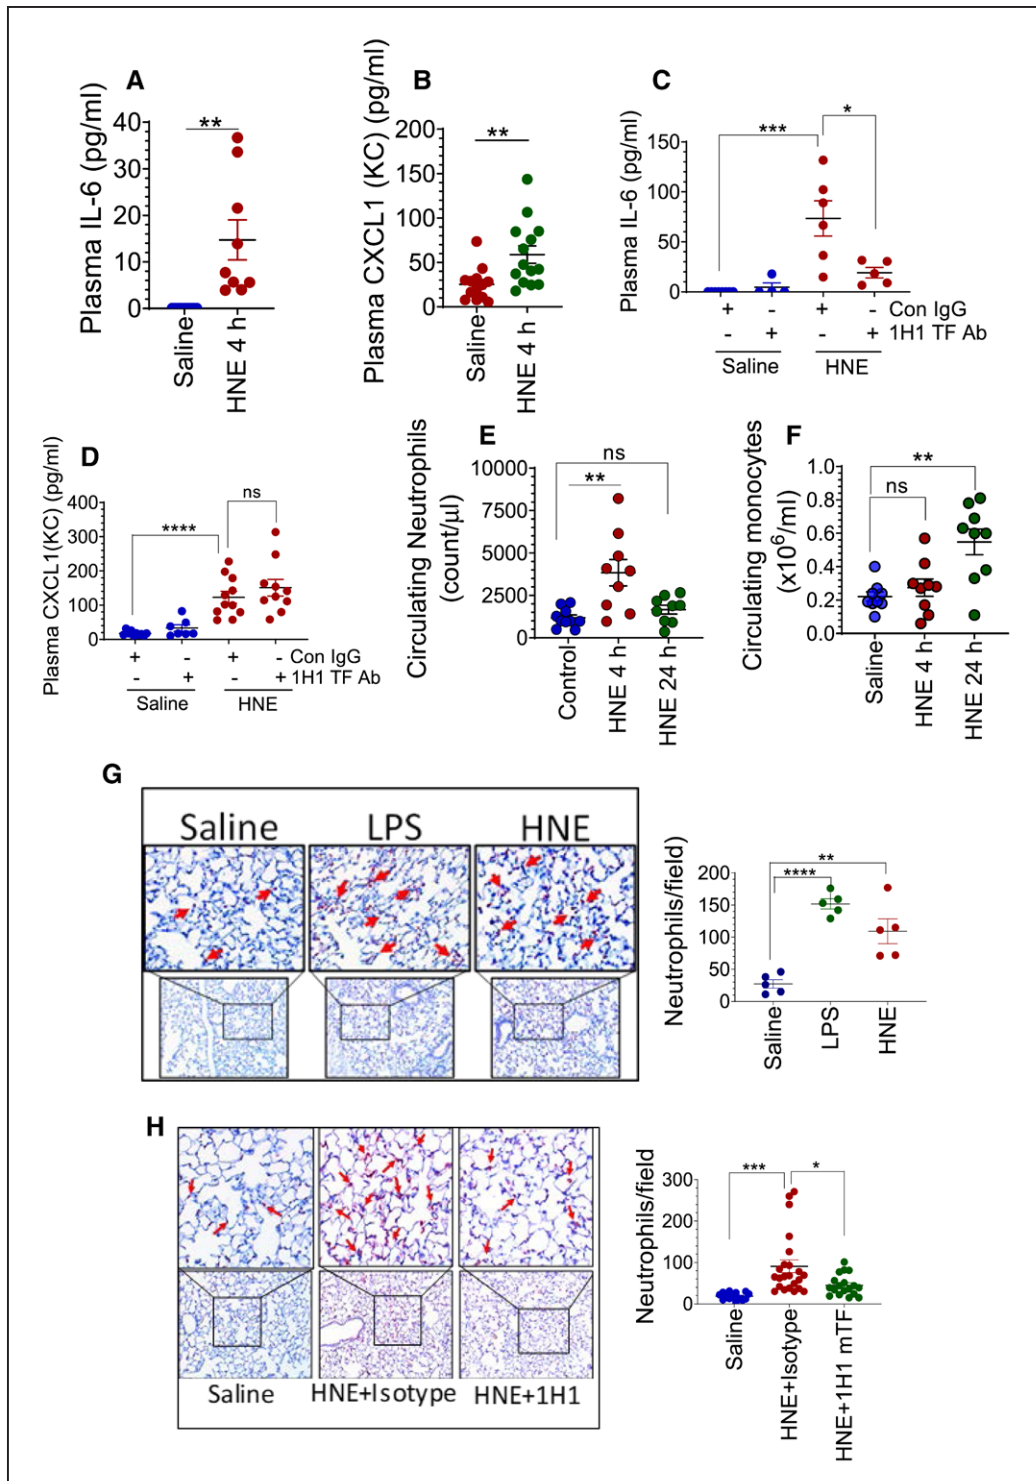 A
Plasma IL-6 (pg/ml)
40
30
20
10
0
**
Saline
HNE 4 h
B
Plasma CXCL1 (KC) (pg/ml)
200
150
100
50
0
**
Saline
HNE 4 h
C
Plasma IL-6 (pg/ml)
150
100
50
0
***
*
+ - + - Con IgG
- + - + 1H1 TF Ab
Saline HNE
D
Plasma CXCL1(KC) (pg/ml)
400
300
200
100
0
****
ns
+ - + - Con IgG
- + - + 1H1 TF Ab
Saline HNE
E
Circulating Neutrophils
(count/µl)
10000
7500
5000
2500
0
ns
**
Control
HNE 4 h
HNE 24 h
F
Circulating monocytes
(x10⁶/ml)
1.0
0.8
0.6
0.4
0.2
0.0
**
ns
Saline
HNE 4 h
HNE 24 h
G
Saline LPS HNE
Neutrophils/field
200
150
100
50
0
**
****
Saline
LPS
HNE
H
Saline HNE+Isotype HNE+1H1
Neutrophils/field
300
200
100
0
***
*
Saline
HNE+Isotype
HNE+1H1 mTF